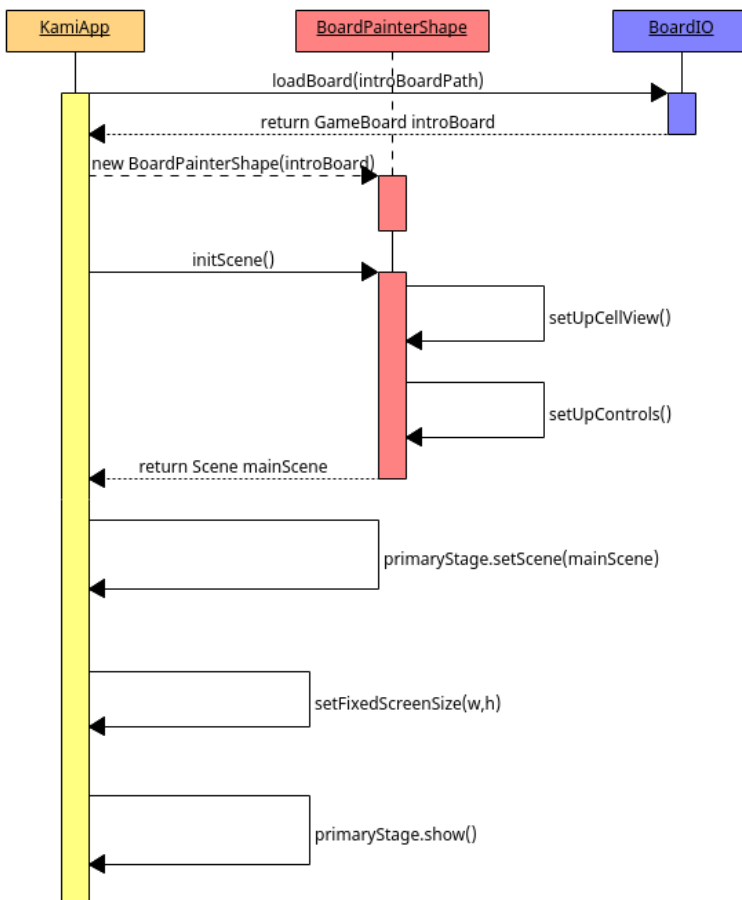 KamiApp
BoardPainterShape
BoardIO
loadBoard(introBoardPath)
return GameBoard introBoard
new BoardPainterShape(introBoard)
initScene()
setUpCellView()
setUpControls()
return Scene mainScene
primaryStage.setScene(mainScene)
setFixedScreenSize(w,h)
primaryStage.show()